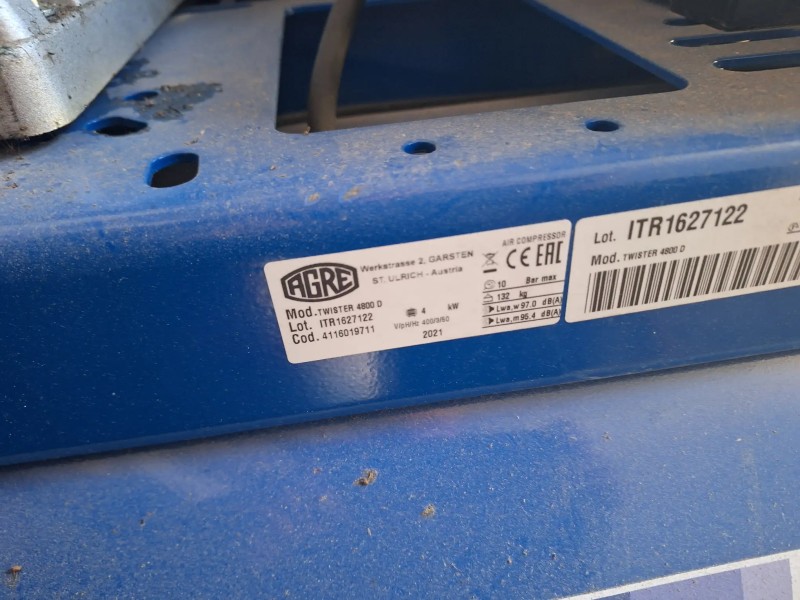 AGRE
Werkstrasse 2, GARSTEN
ST. ULRICH - Austria
AIR COMPRESSOR
CE EAC
Mod. TWISTER 4800 D
Lot. ITR1627122
Cod. 4116019711
4 kW
V/pH/Hz 400/3/50
2021
10 Bar max
132 kg
Lwa,w 97.0 dB(A)
Lwa,m 95.4 dB(A)
Lot. ITR1627122
Mod. TWISTER 4800 D